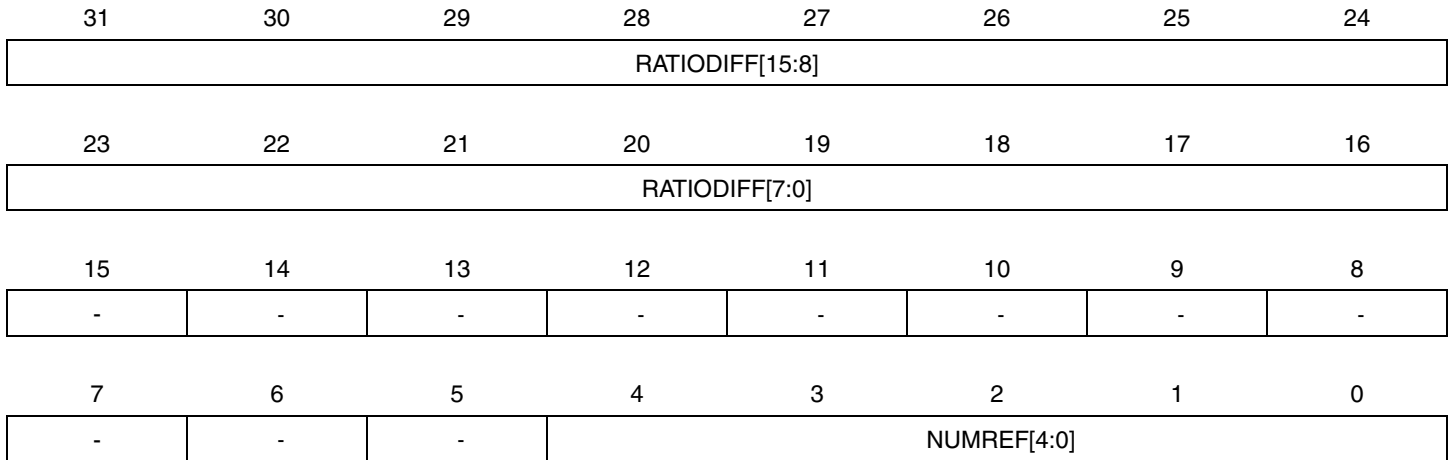 31 30 29 28 27 26 25 24
RATIODIFF[15:8]
23 22 21 20 19 18 17 16
RATIODIFF[7:0]
15 14 13 12 11 10 9 8
- - - - - - - -
7 6 5 4 3 2 1 0
- - - NUMREF[4:0]